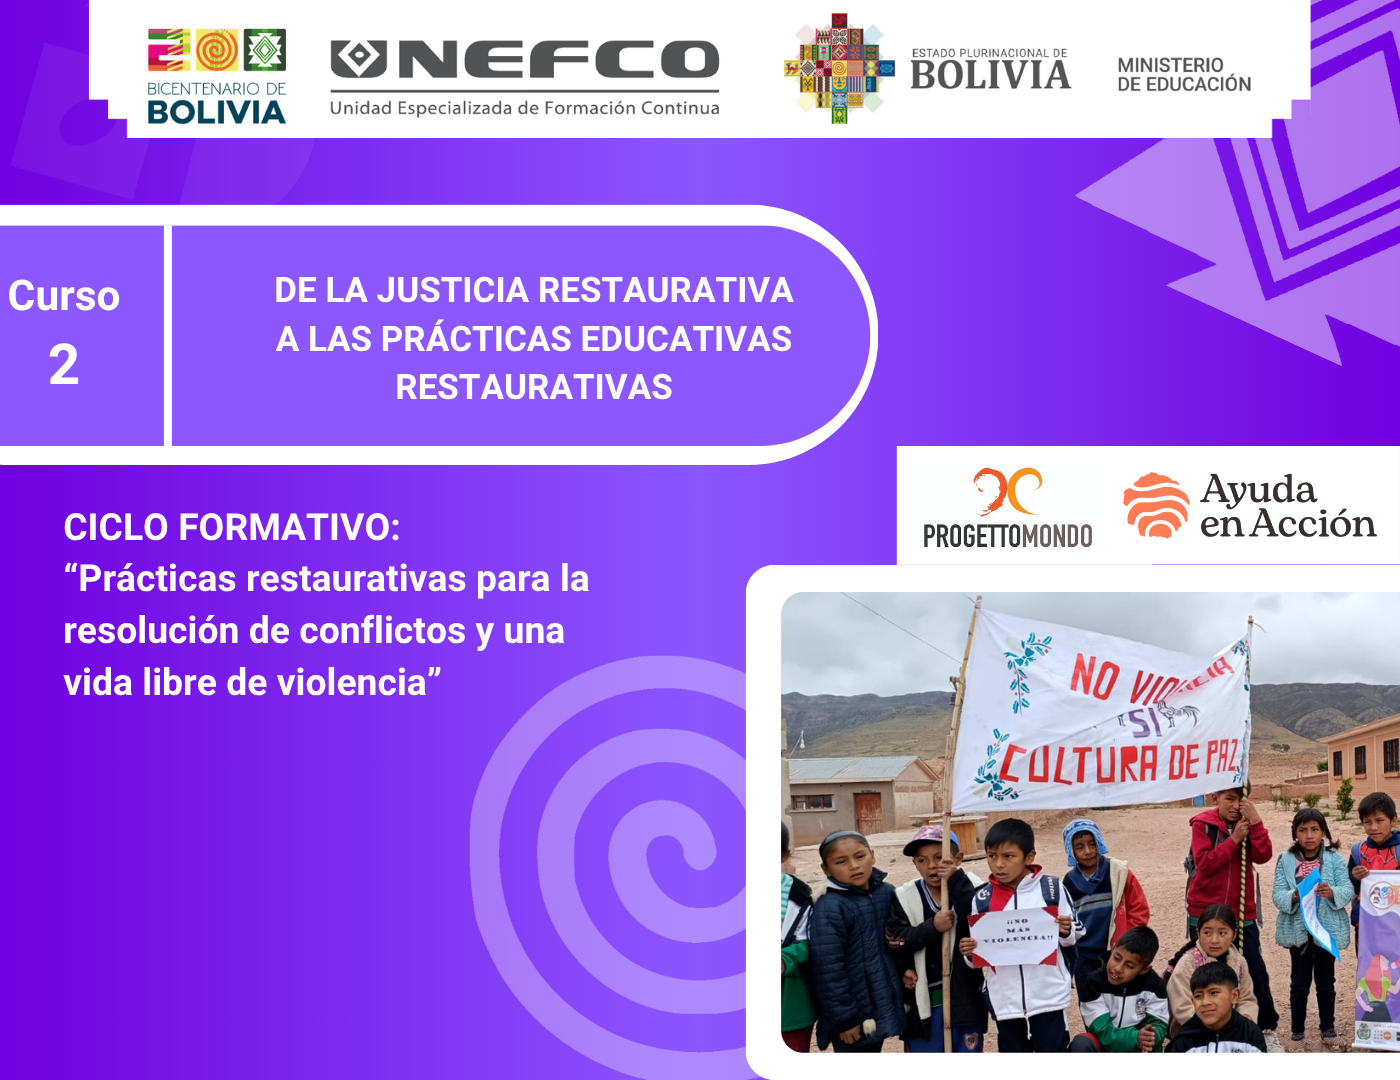 BICENTENARIO DE
BOLIVIA
UNEFCO
Unidad Especializada de Formación Continua
ESTADO PLURINACIONAL DE
BOLIVIA
MINISTERIO
DE EDUCACIÓN
Curso
2
DE LA JUSTICIA RESTAURATIVA
A LAS PRÁCTICAS EDUCATIVAS
RESTAURATIVAS
PROGETTOMONDO
Ayuda
en Acción
CICLO FORMATIVO:
“Prácticas restaurativas para la
resolución de conflictos y una
vida libre de violencia”
NO VIOLENCIA
SI
CULTURA DE PAZ
¡¡NO
MÁS
VIOLENCIA!!